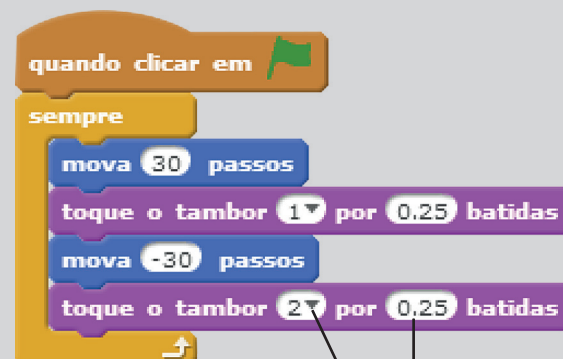 quando clicar em
sempre
mova 30 passos
toque o tambor 1 por 0.25 batidas
mova -30 passos
toque o tambor 2 por 0.25 batidas